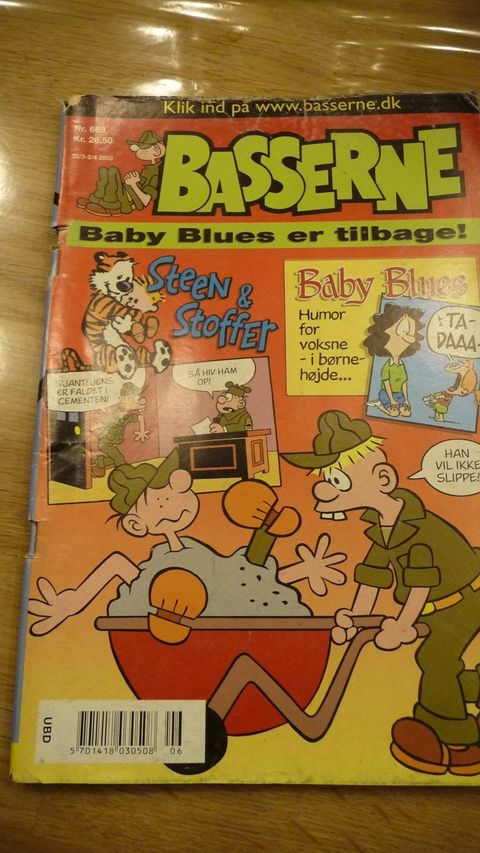 Klik ind på www.basserne.dk
Nr. 663
Kr. 26,50
20/3-2/4 2003
BASSERNE
Baby Blues er tilbage!
Steen &
Stoffer
Baby Blues
Humor
for
voksne
- i børne-
højde...
TA-
DAAA-
SJANT! JENS
ER FALDET I
CEMENTEN!
SÅ HIV HAM
OP!
HAN
VIL IKKE
SLIPPE!
UBD
5 701418 030508 06